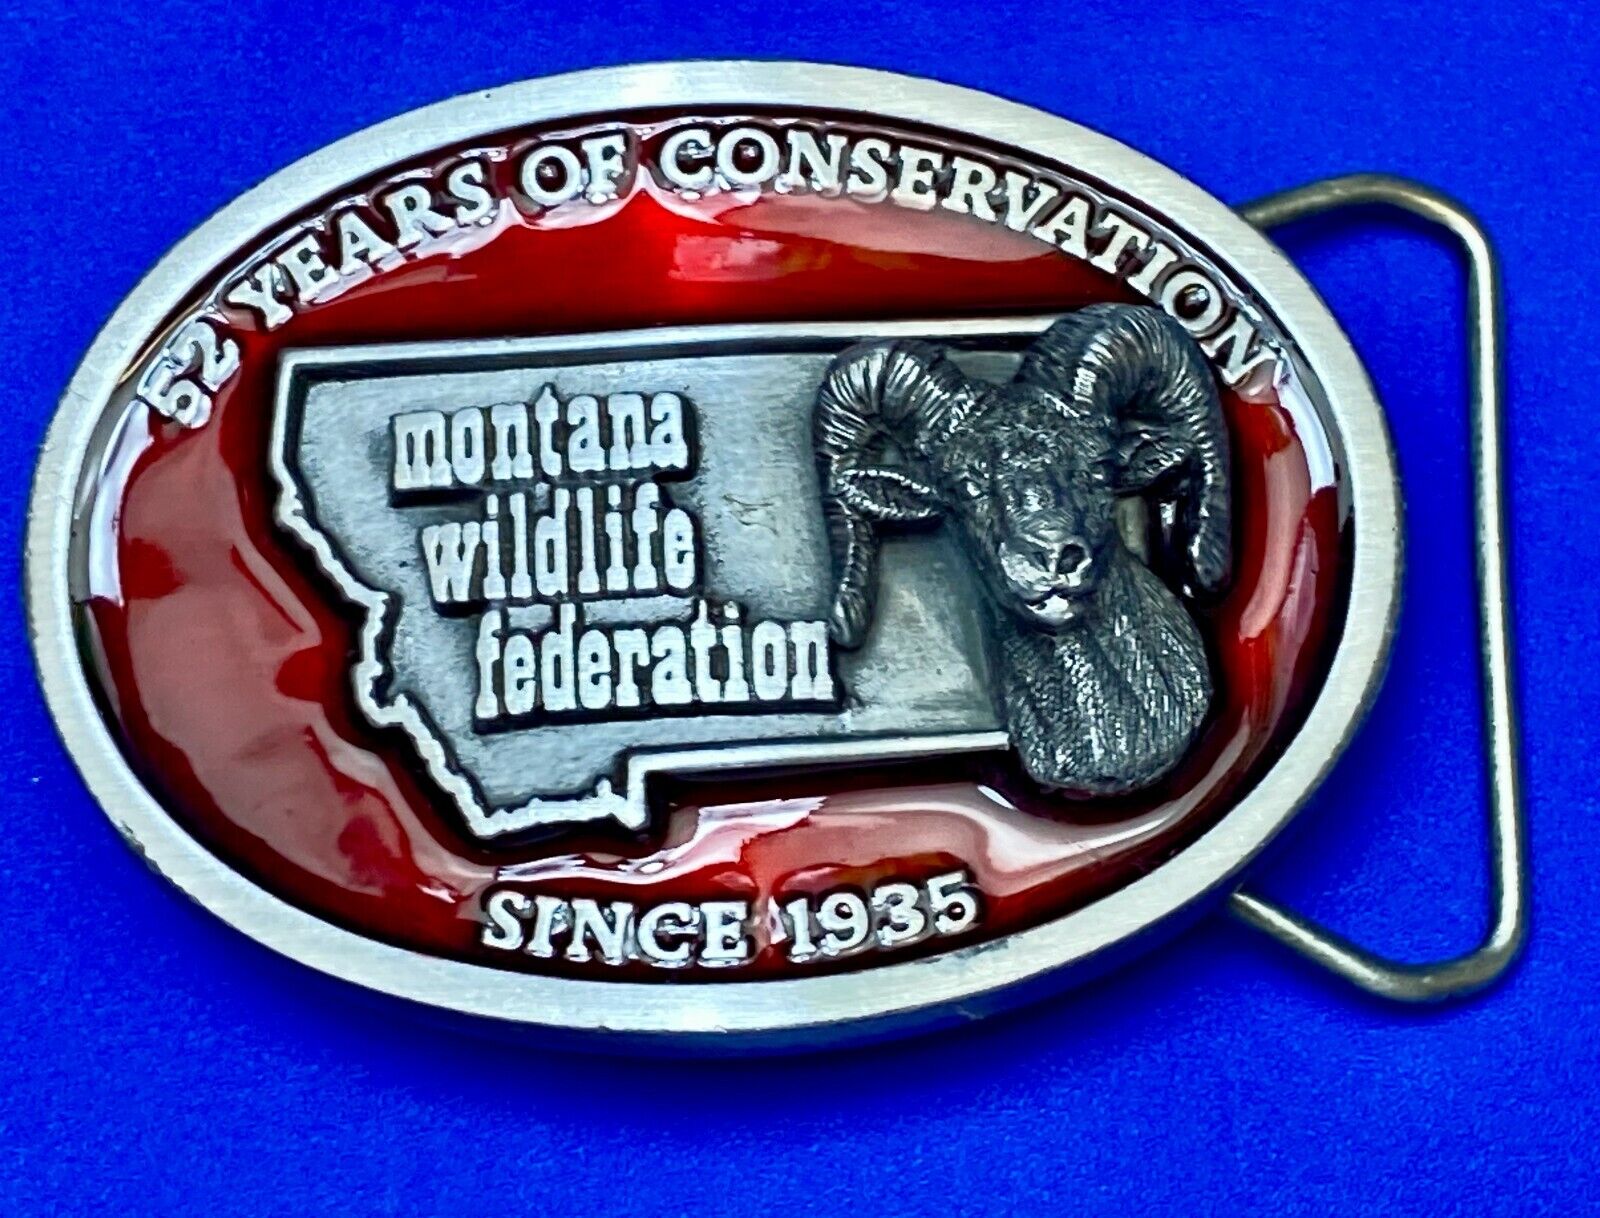 52 YEARS OF CONSERVATION
montana
wildlife
federation
SINCE 1935